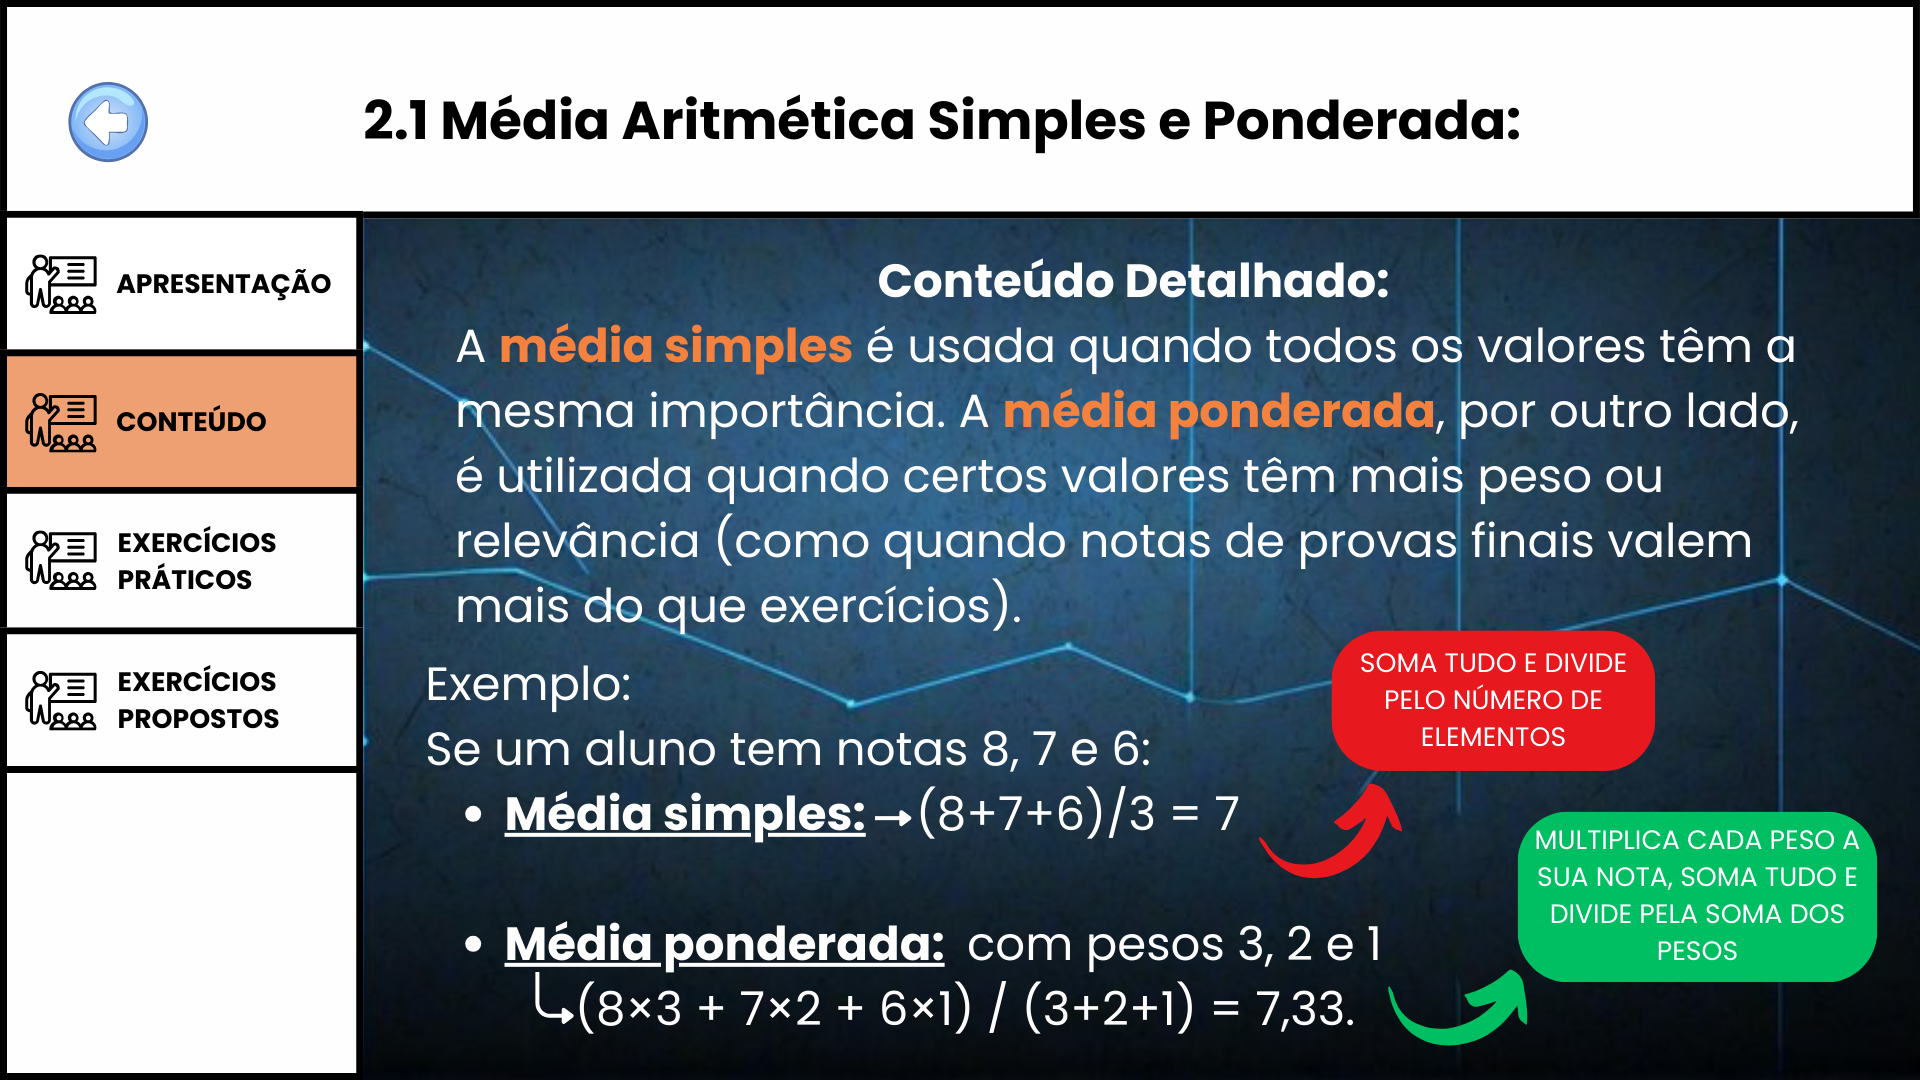 2.1 Média Aritmética Simples e Ponderada:
APRESENTAÇÃO
CONTEÚDO
EXERCÍCIOS
PRÁTICOS
EXERCÍCIOS
PROPOSTOS
Conteúdo Detalhado:
A média simples é usada quando todos os valores têm a
mesma importância. A média ponderada, por outro lado,
é utilizada quando certos valores têm mais peso ou
relevância (como quando notas de provas finais valem
mais do que exercícios).
Exemplo:
Se um aluno tem notas 8, 7 e 6:
• Média simples: →(8+7+6)/3 = 7
SOMA TUDO E DIVIDE
PELO NÚMERO DE
ELEMENTOS
• Média ponderada: com pesos 3, 2 e 1
(8×3 + 7×2 + 6×1) / (3+2+1) = 7,33.
MULTIPLICA CADA PESO A
SUA NOTA, SOMA TUDO E
DIVIDE PELA SOMA DOS
PESOS